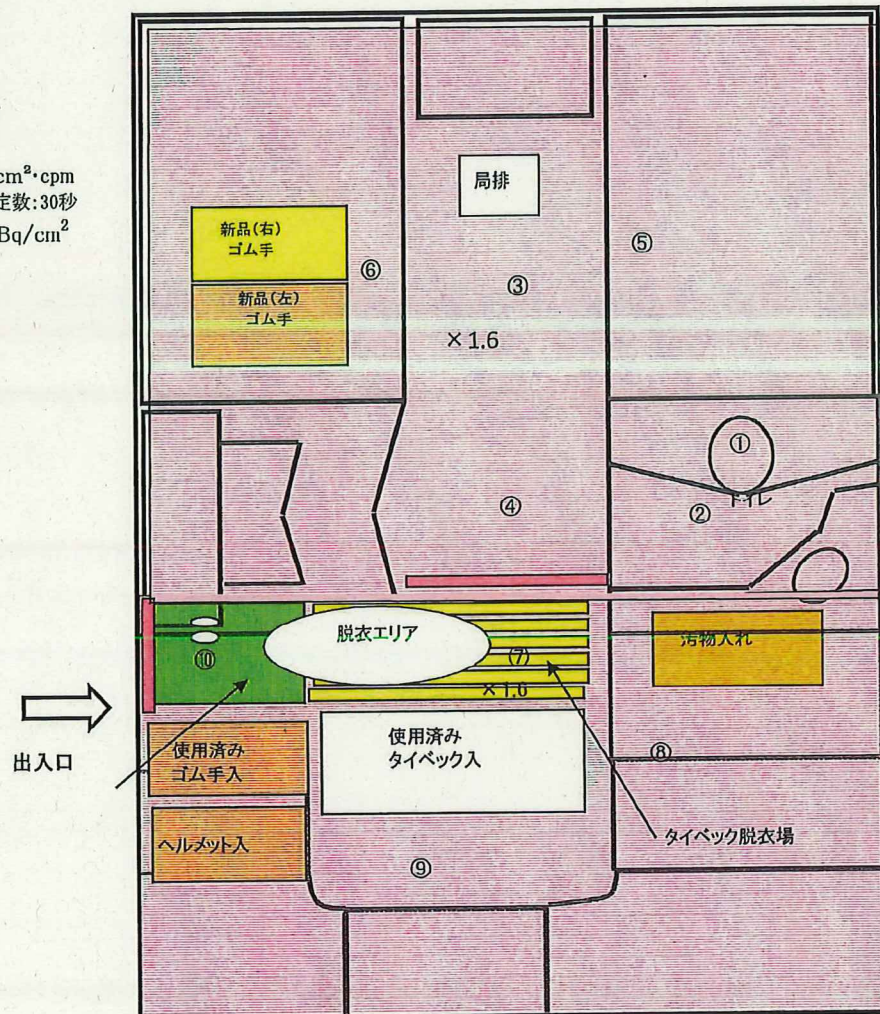 cm²・cpm
定数:30秒
Bq/cm²
局排
新品(右)
ゴム手
⑥
⑤
③
新品(左)
ゴム手
×1.6
①
トイレ
④
②
脱衣エリア
汚物入れ
⑩
(7)
×1.6
出入口
使用済み
ゴム手入
使用済み
タイベック入
⑧
ヘルメット入
タイベック脱衣場
⑨